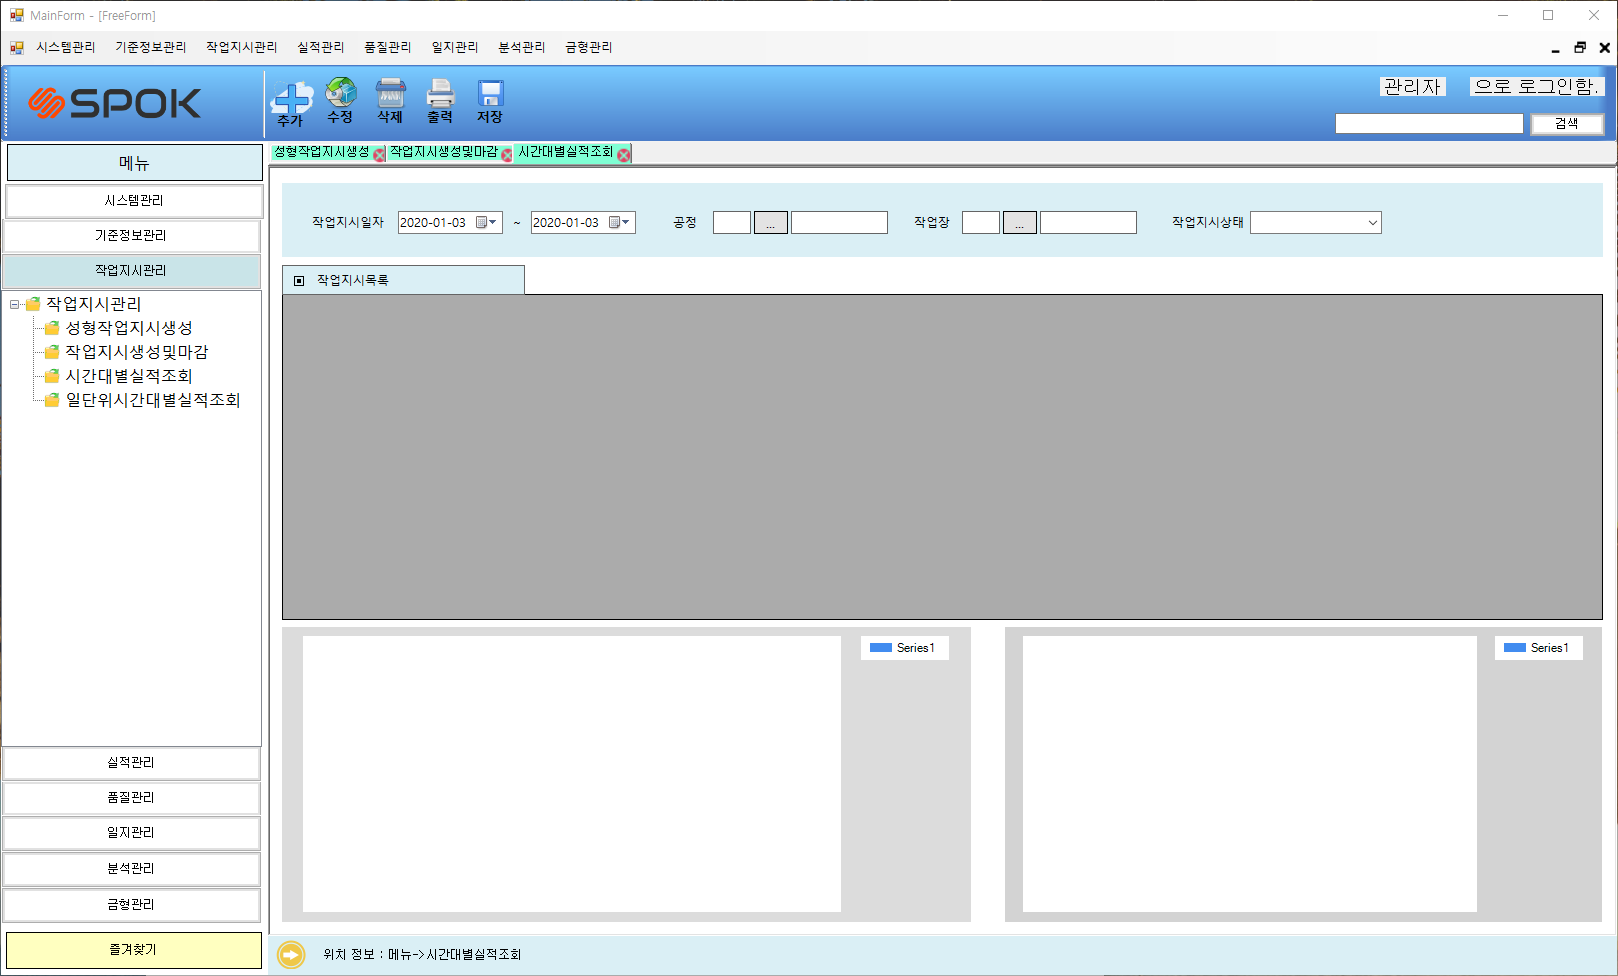 MainForm - [FreeForm]
시스템관리 기준정보관리 작업지시관리 실적관리 품질관리 일지관리 분석관리 금형관리
SPOK
추가 수정 삭제 출력 저장
관리자 으로 로그인함.
검색
메뉴
성형작업지시생성 작업지시생성및마감 시간대별실적조회
시스템관리
기준정보관리
작업지시관리
작업지시관리
성형작업지시생성
작업지시생성및마감
시간대별실적조회
일단위시간대별실적조회
실적관리
품질관리
일지관리
분석관리
금형관리
즐겨찾기
작업지시일자 2020-01-03 ~ 2020-01-03 공정 ... 작업장 ... 작업지시상태
작업지시목록
Series1
Series1
위치 정보 : 메뉴->시간대별실적조회